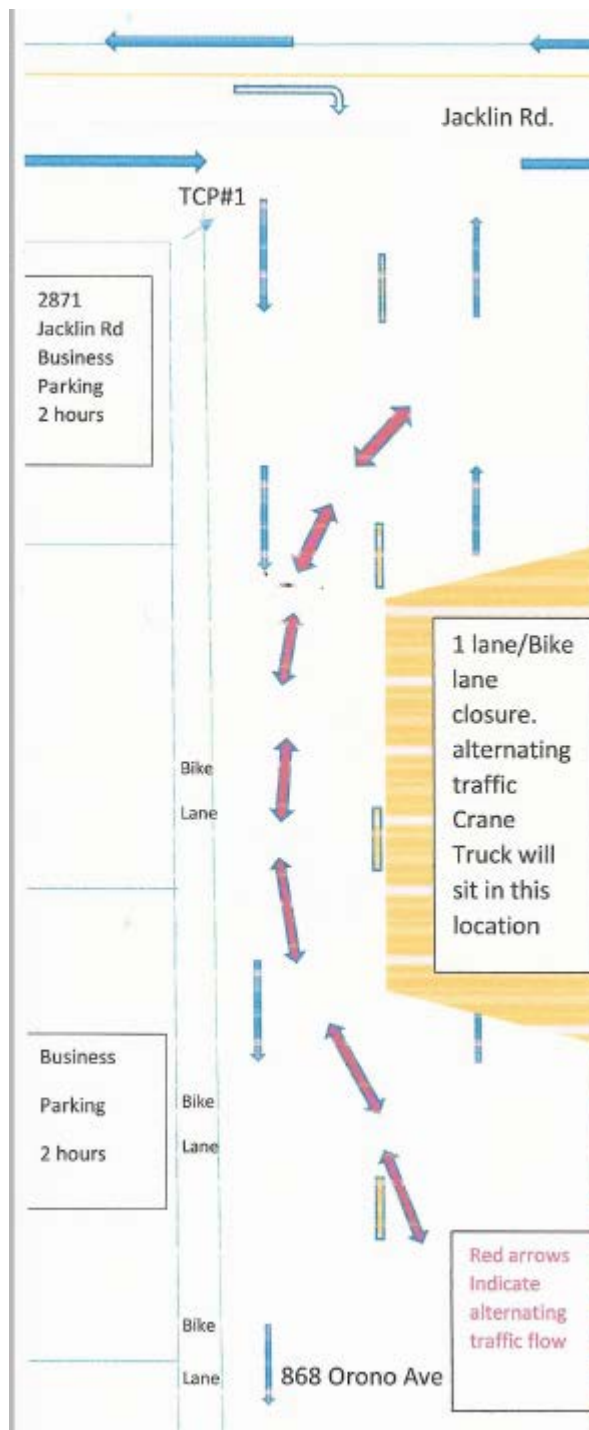 Jacklin Rd.
TCP#1
2871
Jacklin Rd
Business
Parking
2 hours
1 lane/Bike
lane
closure.
alternating
traffic
Crane
Truck will
sit in this
location
Bike
Lane
Business
Parking
2 hours
Bike
Lane
Red arrows
Indicate
alternating
traffic flow
Bike
Lane
868 Orono Ave